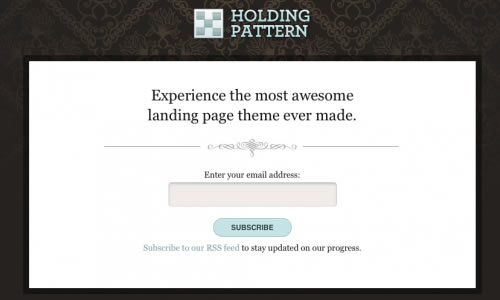 HOLDING
PATTERN
Experience the most awesome
landing page theme ever made.
Enter your email address:
SUBSCRIBE
Subscribe to our RSS feed to stay updated on our progress.